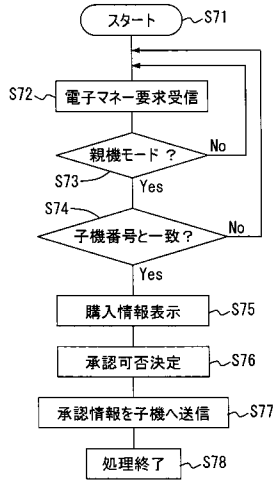 スタート S71
S72 電子マネー要求受信
親機モード? No
S73 Yes
S74
子機番号と一致? No
Yes
購入情報表示 S75
承認可否決定 S76
承認情報を子機へ送信 S77
処理終了 S78